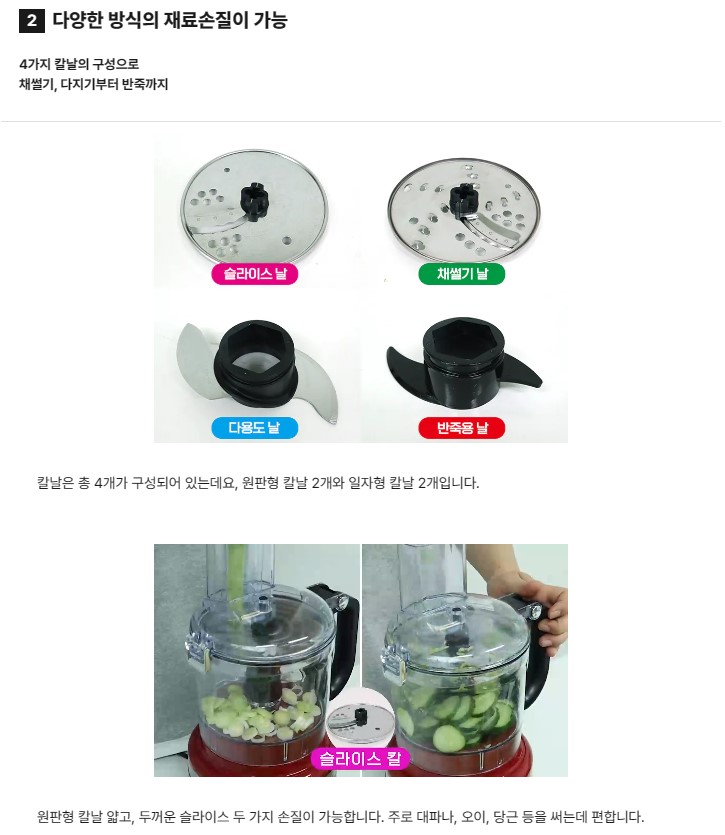 2 다양한 방식의 재료손질이 가능
4가지 칼날의 구성으로
채썰기, 다지기부터 반죽까지
슬라이스 날
채썰기 날
다용도 날
반죽용 날
칼날은 총 4개가 구성되어 있는데요, 원판형 칼날 2개와 일자형 칼날 2개입니다.
슬라이스 칼
원판형 칼날 얇고, 두꺼운 슬라이스 두 가지 손질이 가능합니다. 주로 대파나, 오이, 당근 등을 써는데 편합니다.